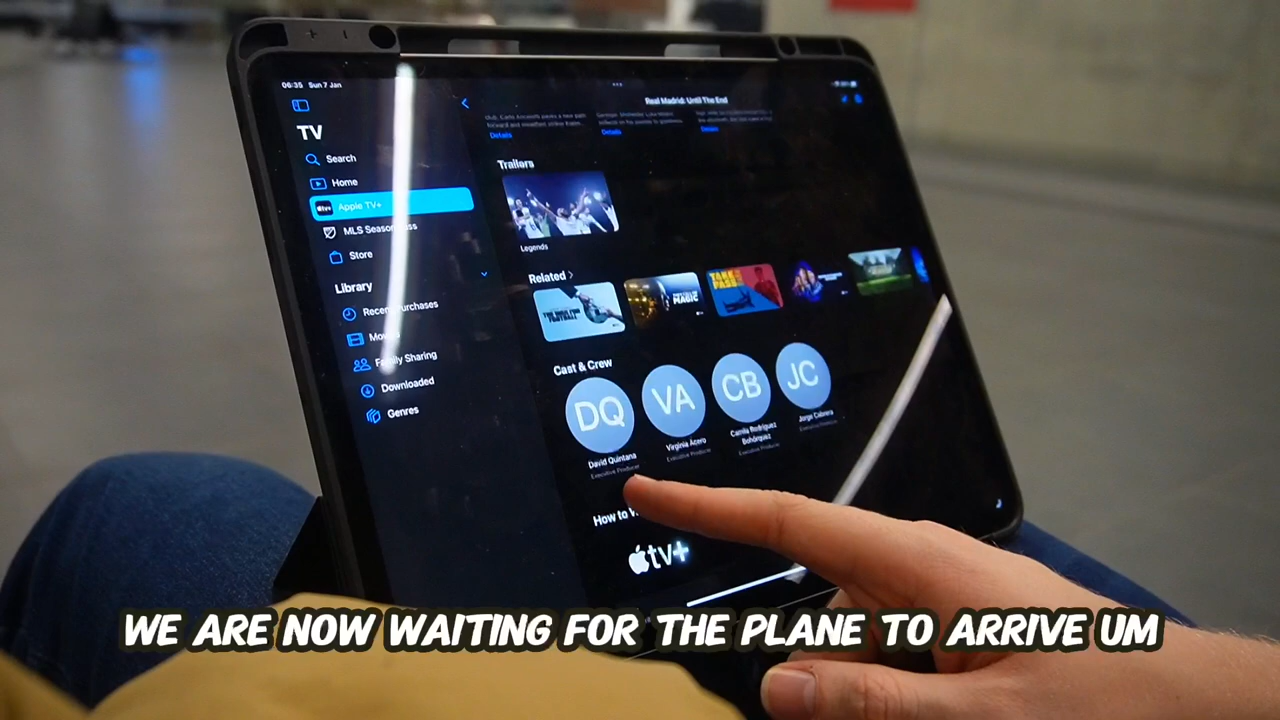 06:35 Sun 7 Jan
Real Madrid: Until The End
TV
Search
Home
Apple TV+
MLS Season Pass
Store
Library
Recent Purchases
Movies
Family Sharing
Downloaded
Genres
Details
Details
Details
Trailers
Legends
Related
MAGIC
TAKE
PASS
Cast & Crew
DQ
VA
CB
JC
David Quintana
Executive Producer
Virginia Acero
Executive Producer
Camila Rodríguez
Bohórquez
Executive Producer
Jorge Cabrera
How to
tv+
WE ARE NOW WAITING FOR THE PLANE TO ARRIVE UM